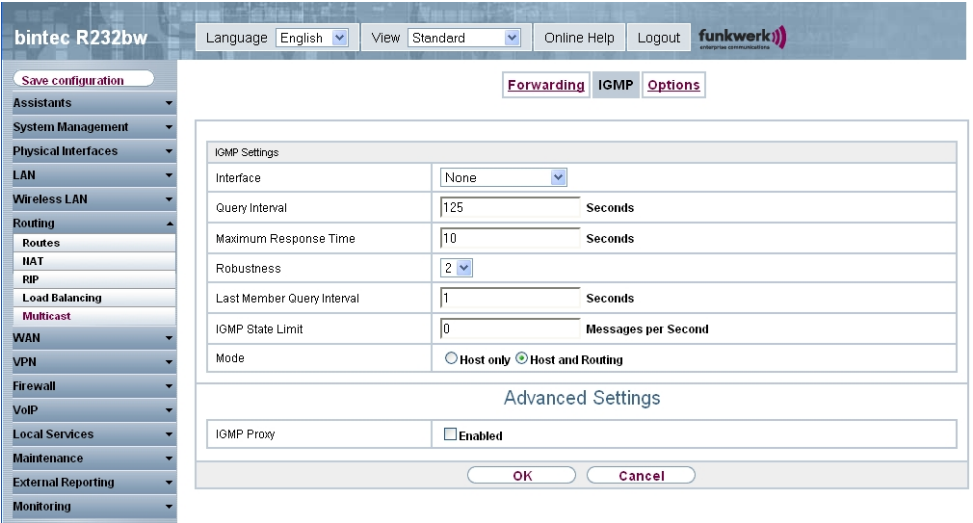 bintec R232bw
Language English View Standard Online Help Logout funkwerk
enterprise communications
Save configuration
Assistants
System Management
Physical Interfaces
LAN
Wireless LAN
Routing
Routes
NAT
RIP
Load Balancing
Multicast
WAN
VPN
Firewall
VoIP
Local Services
Maintenance
External Reporting
Monitoring
Forwarding IGMP Options
IGMP Settings
Interface None
Query Interval 125 Seconds
Maximum Response Time 10 Seconds
Robustness 2
Last Member Query Interval 1 Seconds
IGMP State Limit 0 Messages per Second
Mode Host only Host and Routing
Advanced Settings
IGMP Proxy Enabled
OK Cancel